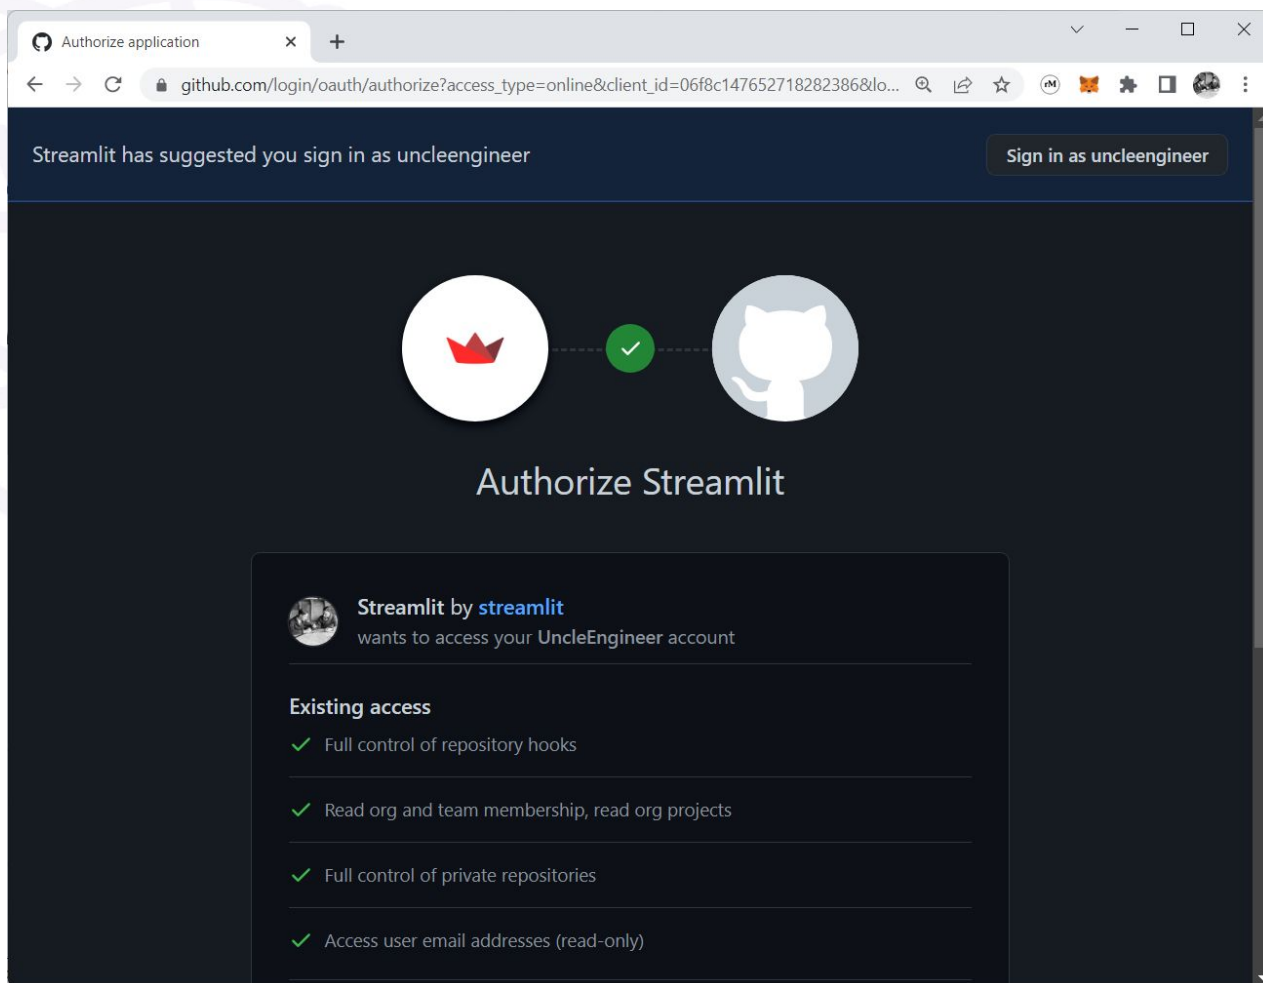 Authorize application
github.com/login/oauth/authorize?access_type=online&client_id=06f8c147652718282386&lo...
rM
Streamlit has suggested you sign in as uncleengineer
Sign in as uncleengineer
Authorize Streamlit
Streamlit by streamlit
wants to access your UncleEngineer account
Existing access
Full control of repository hooks
Read org and team membership, read org projects
Full control of private repositories
Access user email addresses (read-only)